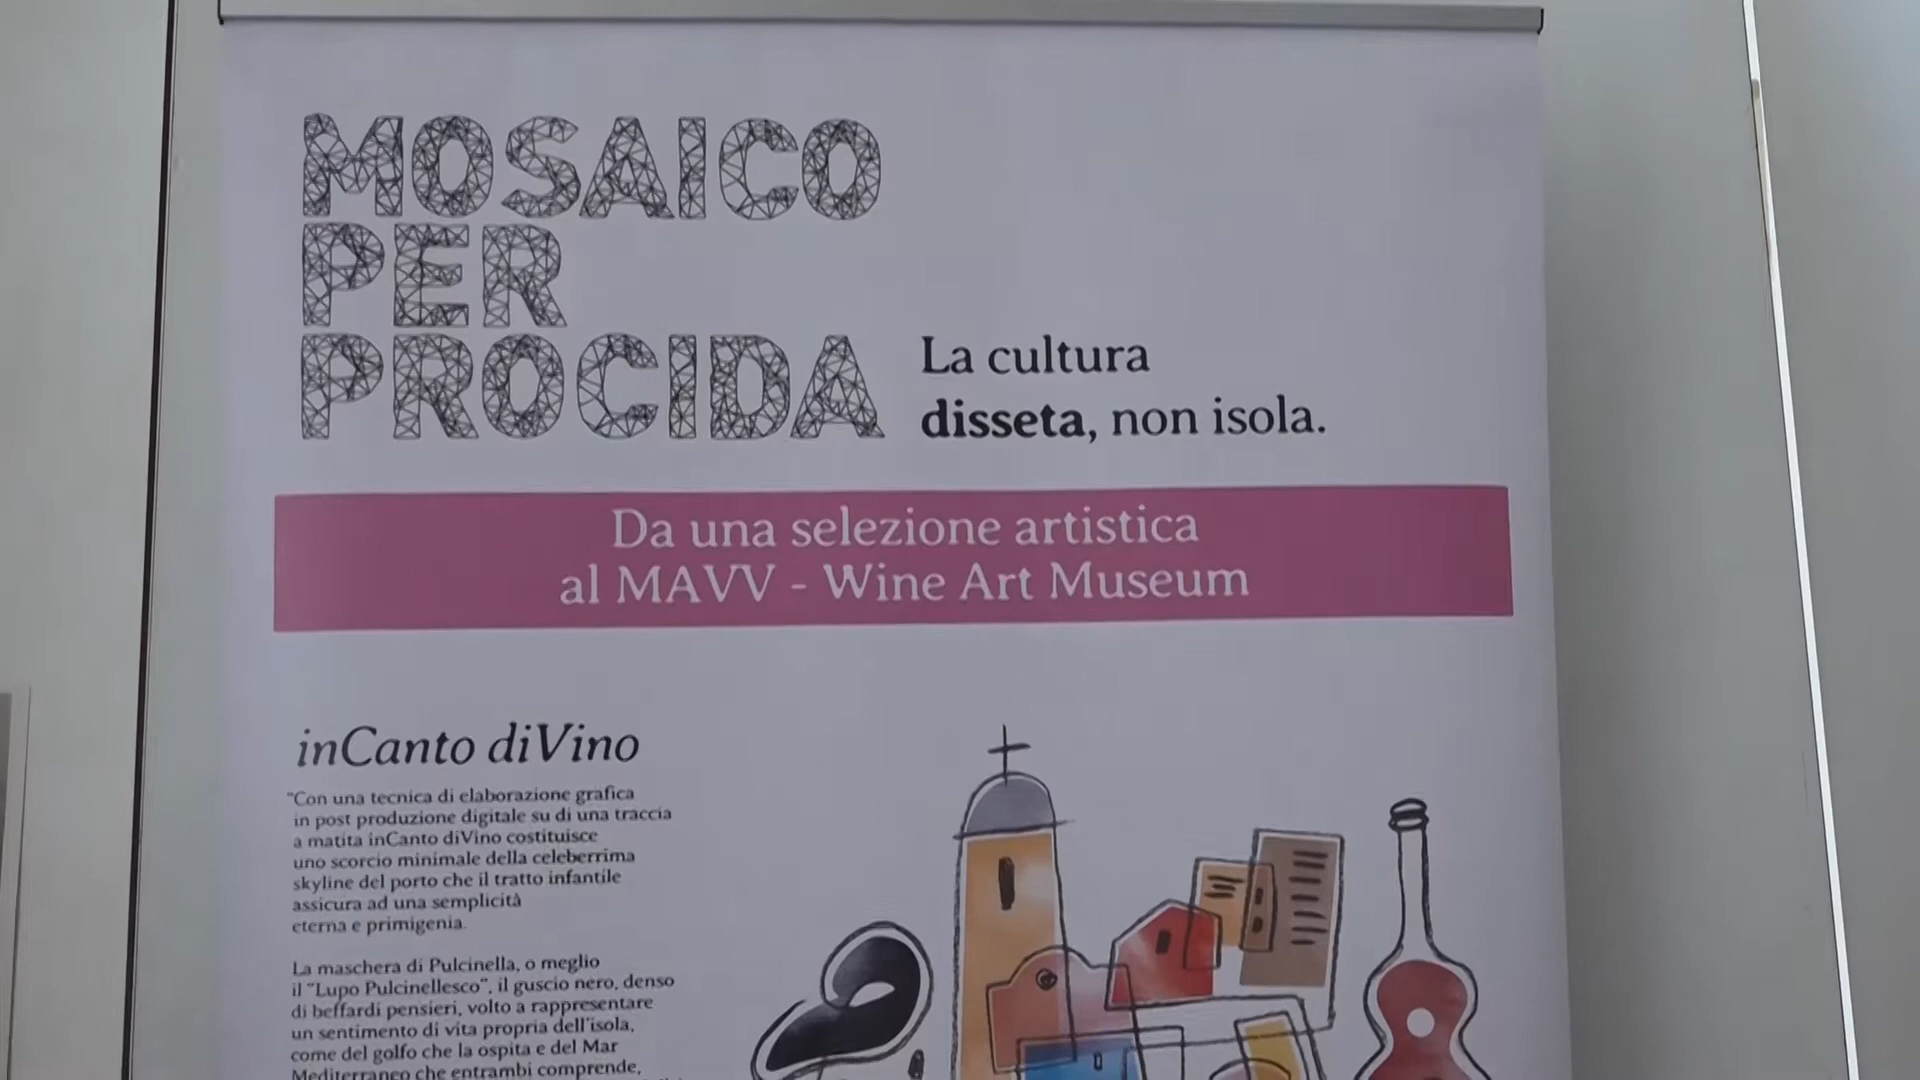 MOSAICO
PER
PROCIDA
La cultura
disseta, non isola.
Da una selezione artistica
al MAVV - Wine Art Museum
inCanto diVino
"Con una tecnica di elaborazione grafica
in post produzione digitale su di una traccia
a matita inCanto diVino costituisce
uno scorcio minimale della celeberrima
skyline del porto che il tratto infantile
assicura ad una semplicità
eterna e primigenia.
La maschera di Pulcinella, o meglio
il "Lupo Pulcinellesco", il guscio nero, denso
di beffardi pensieri, volto a rappresentare
un sentimento di vita propria dell'isola,
come del golfo che la ospita e del Mar
Mediterraneo che entrambi comprende,